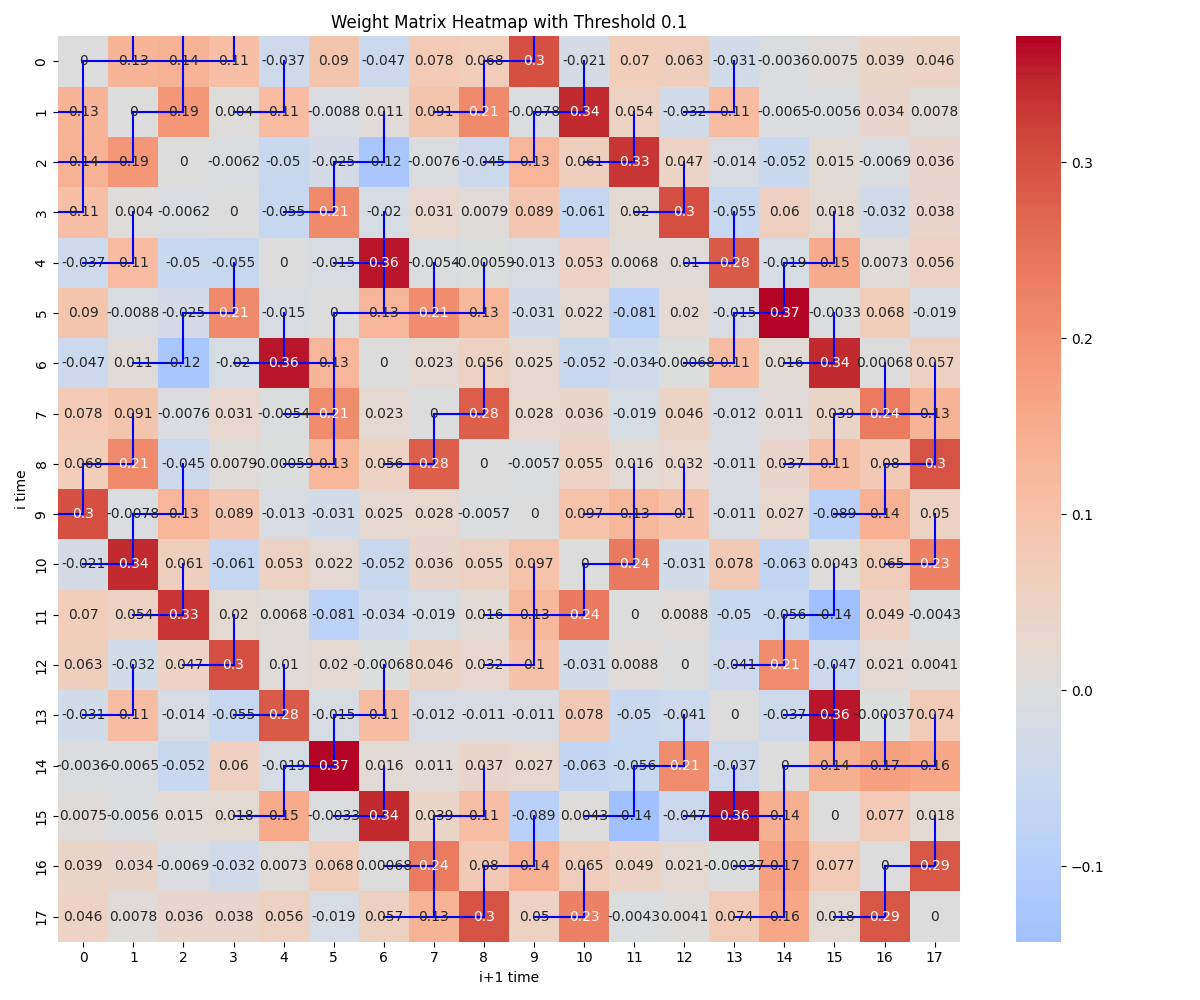 Weight Matrix Heatmap with Threshold 0.1
0 0 0.13 0.14 0.11 -0.037 0.09 -0.047 0.078 0.068 0.3 -0.021 0.07 0.063 -0.031 -0.0036 0.0075 0.039 0.046
1 0.13 0 0.19 0.004 0.11 -0.0088 0.011 0.091 0.21 -0.0078 0.34 0.054 -0.032 0.11 -0.0065 -0.0056 0.034 0.0078
2 0.14 0.19 0 -0.0062 -0.05 -0.025 -0.12 -0.0076 -0.045 0.13 0.061 0.33 0.047 -0.014 -0.052 0.015 -0.0069 0.036
3 0.11 0.004 -0.0062 0 -0.055 0.21 -0.02 0.031 0.0079 0.089 -0.061 0.02 0.3 -0.055 0.06 0.018 -0.032 0.038
4 -0.037 0.11 -0.05 -0.055 0 -0.015 0.36 -0.0054 -0.00059 -0.013 0.053 0.0068 0.01 0.28 -0.019 0.15 0.0073 0.056
5 0.09 -0.0088 -0.025 0.21 -0.015 0 0.13 0.21 0.13 -0.031 0.022 -0.081 0.02 -0.015 0.37 -0.0033 0.068 -0.019
6 -0.047 0.011 -0.12 -0.02 0.36 0.13 0 0.023 0.056 0.025 -0.052 -0.034 -0.00068 0.11 0.016 0.34 0.00068 0.057
7 0.078 0.091 -0.0076 0.031 -0.0054 0.21 0.023 0 0.28 0.028 0.036 -0.019 0.046 -0.012 0.011 0.039 0.24 0.13
8 0.068 0.21 -0.045 0.0079 -0.00059 0.13 0.056 0.28 0 -0.0057 0.055 0.016 0.032 -0.011 0.037 0.11 0.08 0.3
9 0.3 -0.0078 0.13 0.089 -0.013 -0.031 0.025 0.028 -0.0057 0 0.097 0.13 0.1 -0.011 0.027 -0.089 0.14 0.05
10 -0.021 0.34 0.061 -0.061 0.053 0.022 -0.052 0.036 0.055 0.097 0 0.24 -0.031 0.078 -0.063 0.0043 0.065 0.23
11 0.07 0.054 0.33 0.02 0.0068 -0.081 -0.034 -0.019 0.016 0.13 0.24 0 0.0088 -0.05 -0.056 -0.14 0.049 -0.0043
12 0.063 -0.032 0.047 0.3 0.01 0.02 -0.00068 0.046 0.032 0.1 -0.031 0.0088 0 -0.041 0.21 -0.047 0.021 0.0041
13 -0.031 0.11 -0.014 -0.055 0.28 -0.015 0.11 -0.012 -0.011 -0.011 0.078 -0.05 -0.041 0 -0.037 0.36 -0.00037 0.074
14 -0.0036 -0.0065 -0.052 0.06 -0.019 0.37 0.016 0.011 0.037 0.027 -0.063 -0.056 0.21 -0.037 0 0.14 0.17 0.16
15 0.0075 -0.0056 0.015 0.018 0.15 -0.0033 0.34 0.039 0.11 -0.089 0.0043 -0.14 -0.047 0.36 0.14 0 0.077 0.018
16 0.039 0.034 -0.0069 -0.032 0.0073 0.068 0.00068 0.24 0.08 0.14 0.065 0.049 0.021 -0.00037 0.17 0.077 0 0.29
17 0.046 0.0078 0.036 0.038 0.056 -0.019 0.057 0.13 0.3 0.05 0.23 -0.0043 0.0041 0.074 0.16 0.018 0.29 0
0 1 2 3 4 5 6 7 8 9 10 11 12 13 14 15 16 17
i+1 time
i time
0.3
0.2
0.1
0.0
−0.1